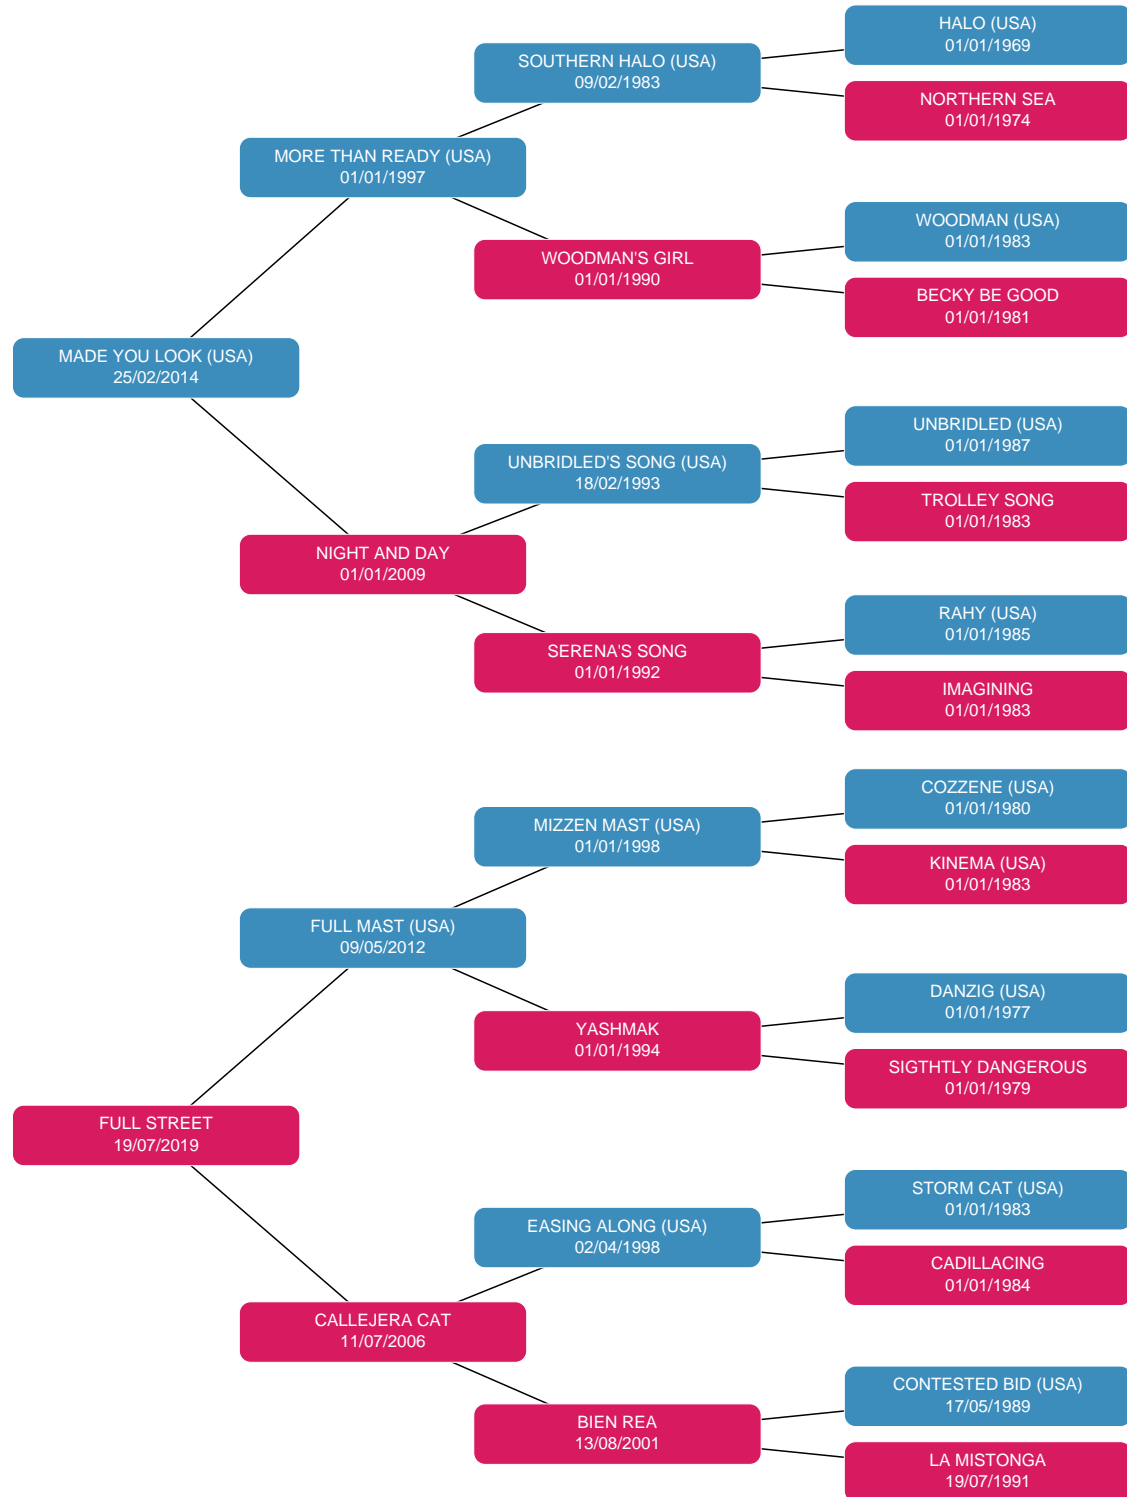 HALO (USA)
01/01/1969
SOUTHERN HALO (USA)
09/02/1983
NORTHERN SEA
01/01/1974
MORE THAN READY (USA)
01/01/1997
WOODMAN (USA)
01/01/1983
WOODMAN'S GIRL
01/01/1990
BECKY BE GOOD
01/01/1981
MADE YOU LOOK (USA)
25/02/2014
UNBRIDLED (USA)
01/01/1987
UNBRIDLED'S SONG (USA)
18/02/1993
TROLLEY SONG
01/01/1983
NIGHT AND DAY
01/01/2009
RAHY (USA)
01/01/1985
SERENA'S SONG
01/01/1992
IMAGINING
01/01/1983
COZZENE (USA)
01/01/1980
MIZZEN MAST (USA)
01/01/1998
KINEMA (USA)
01/01/1983
FULL MAST (USA)
09/05/2012
DANZIG (USA)
01/01/1977
YASHMAK
01/01/1994
SIGTHTLY DANGEROUS
01/01/1979
FULL STREET
19/07/2019
STORM CAT (USA)
01/01/1983
EASING ALONG (USA)
02/04/1998
CADILLACING
01/01/1984
CALLEJERA CAT
11/07/2006
CONTESTED BID (USA)
17/05/1989
BIEN REA
13/08/2001
LA MISTONGA
19/07/1991